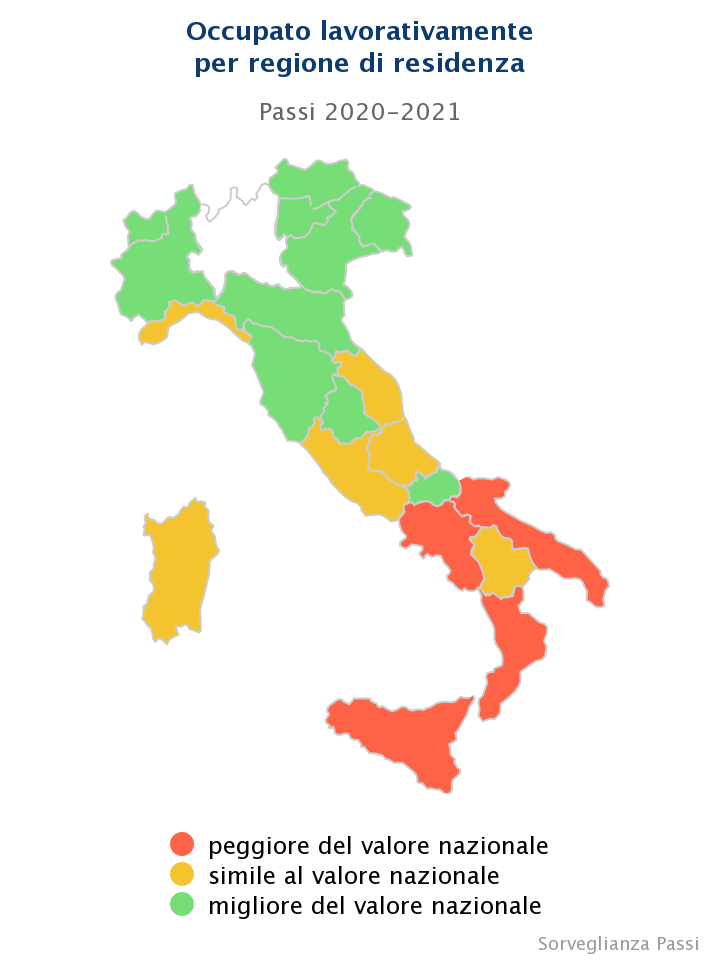 Occupato lavorativamente
per regione di residenza
Passi 2020-2021
peggiore del valore nazionale
simile al valore nazionale
migliore del valore nazionale
Sorveglianza Passi